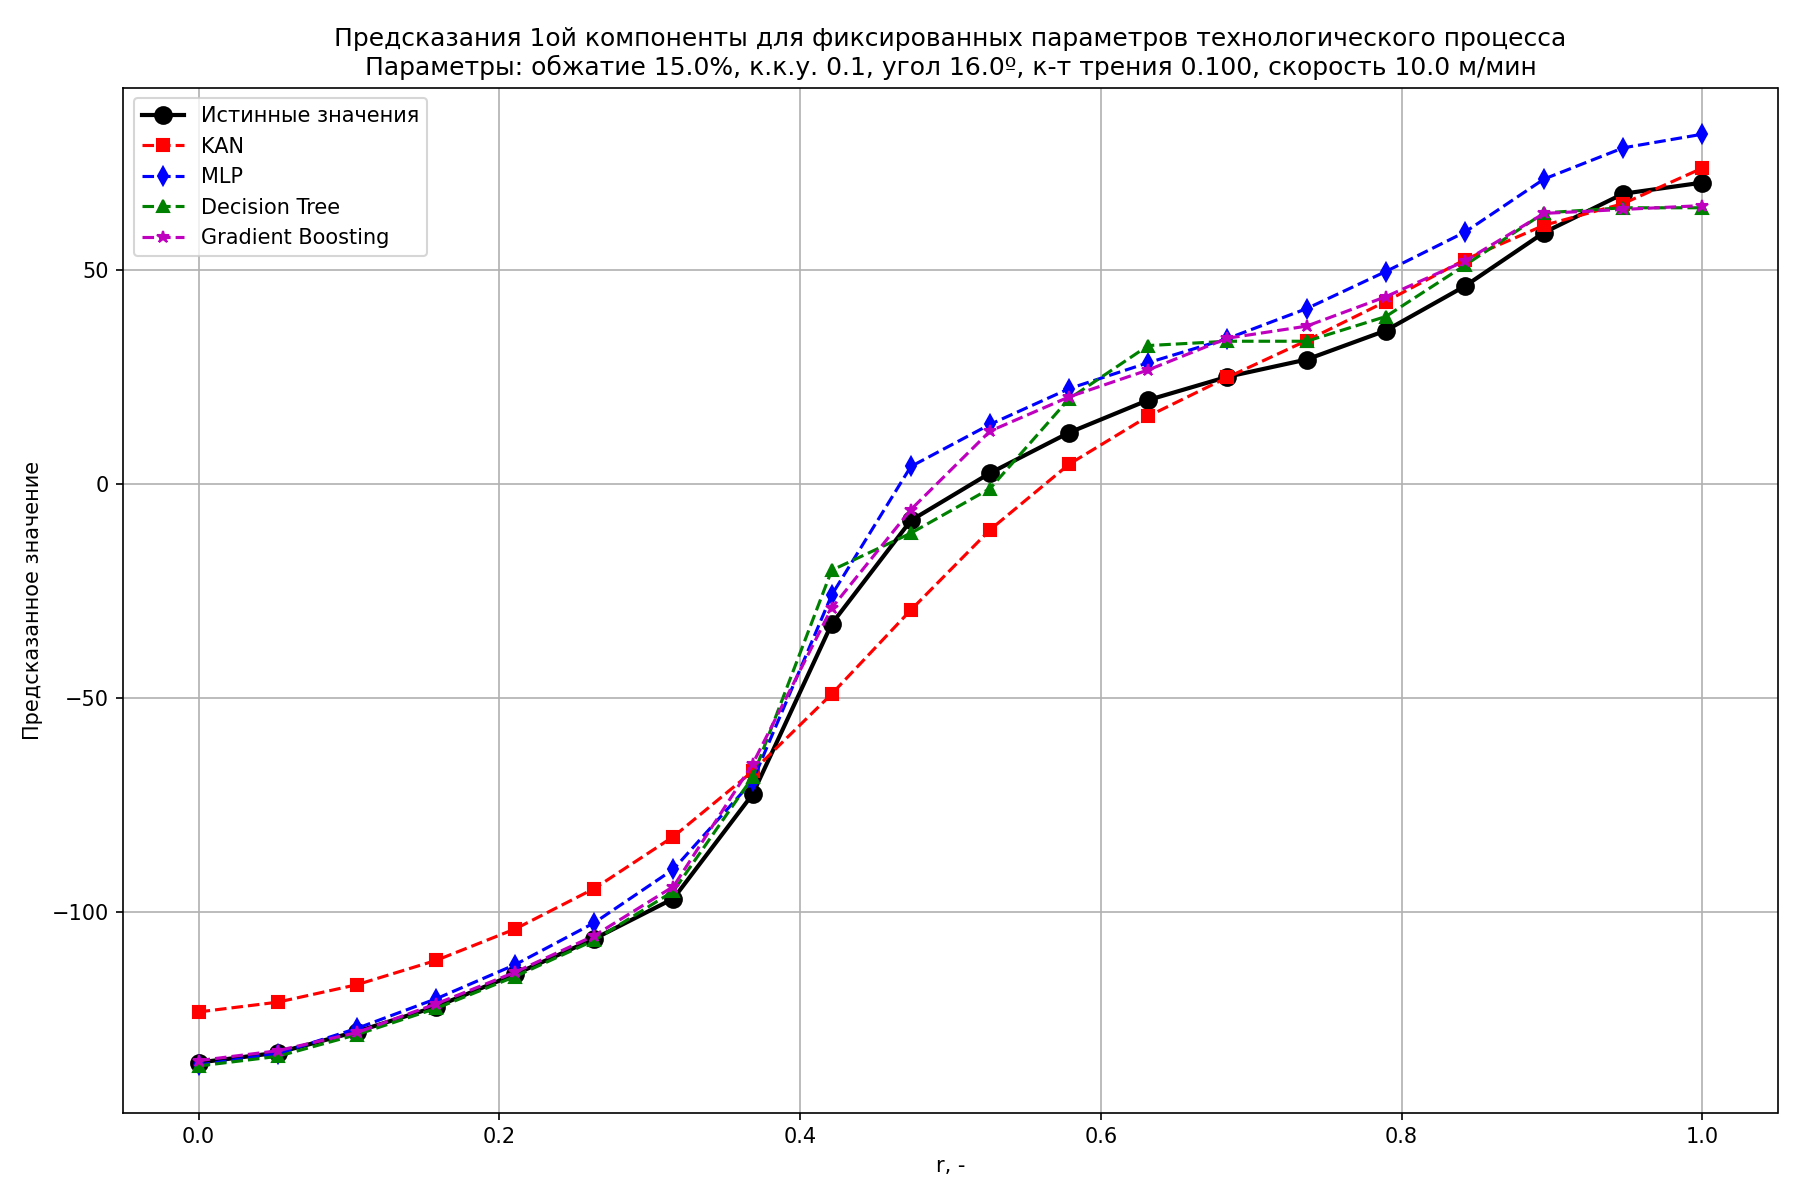 Предсказания 1ой компоненты для фиксированных параметров технологического процесса
Параметры: обжатие 15.0%, к.к.у. 0.1, угол 16.0º, к-т трения 0.100, скорость 10.0 м/мин
Истинные значения
KAN
MLP
Decision Tree
Gradient Boosting
Предсказанное значение
50
0
−50
−100
0.0
0.2
0.4
0.6
0.8
1.0
r, -